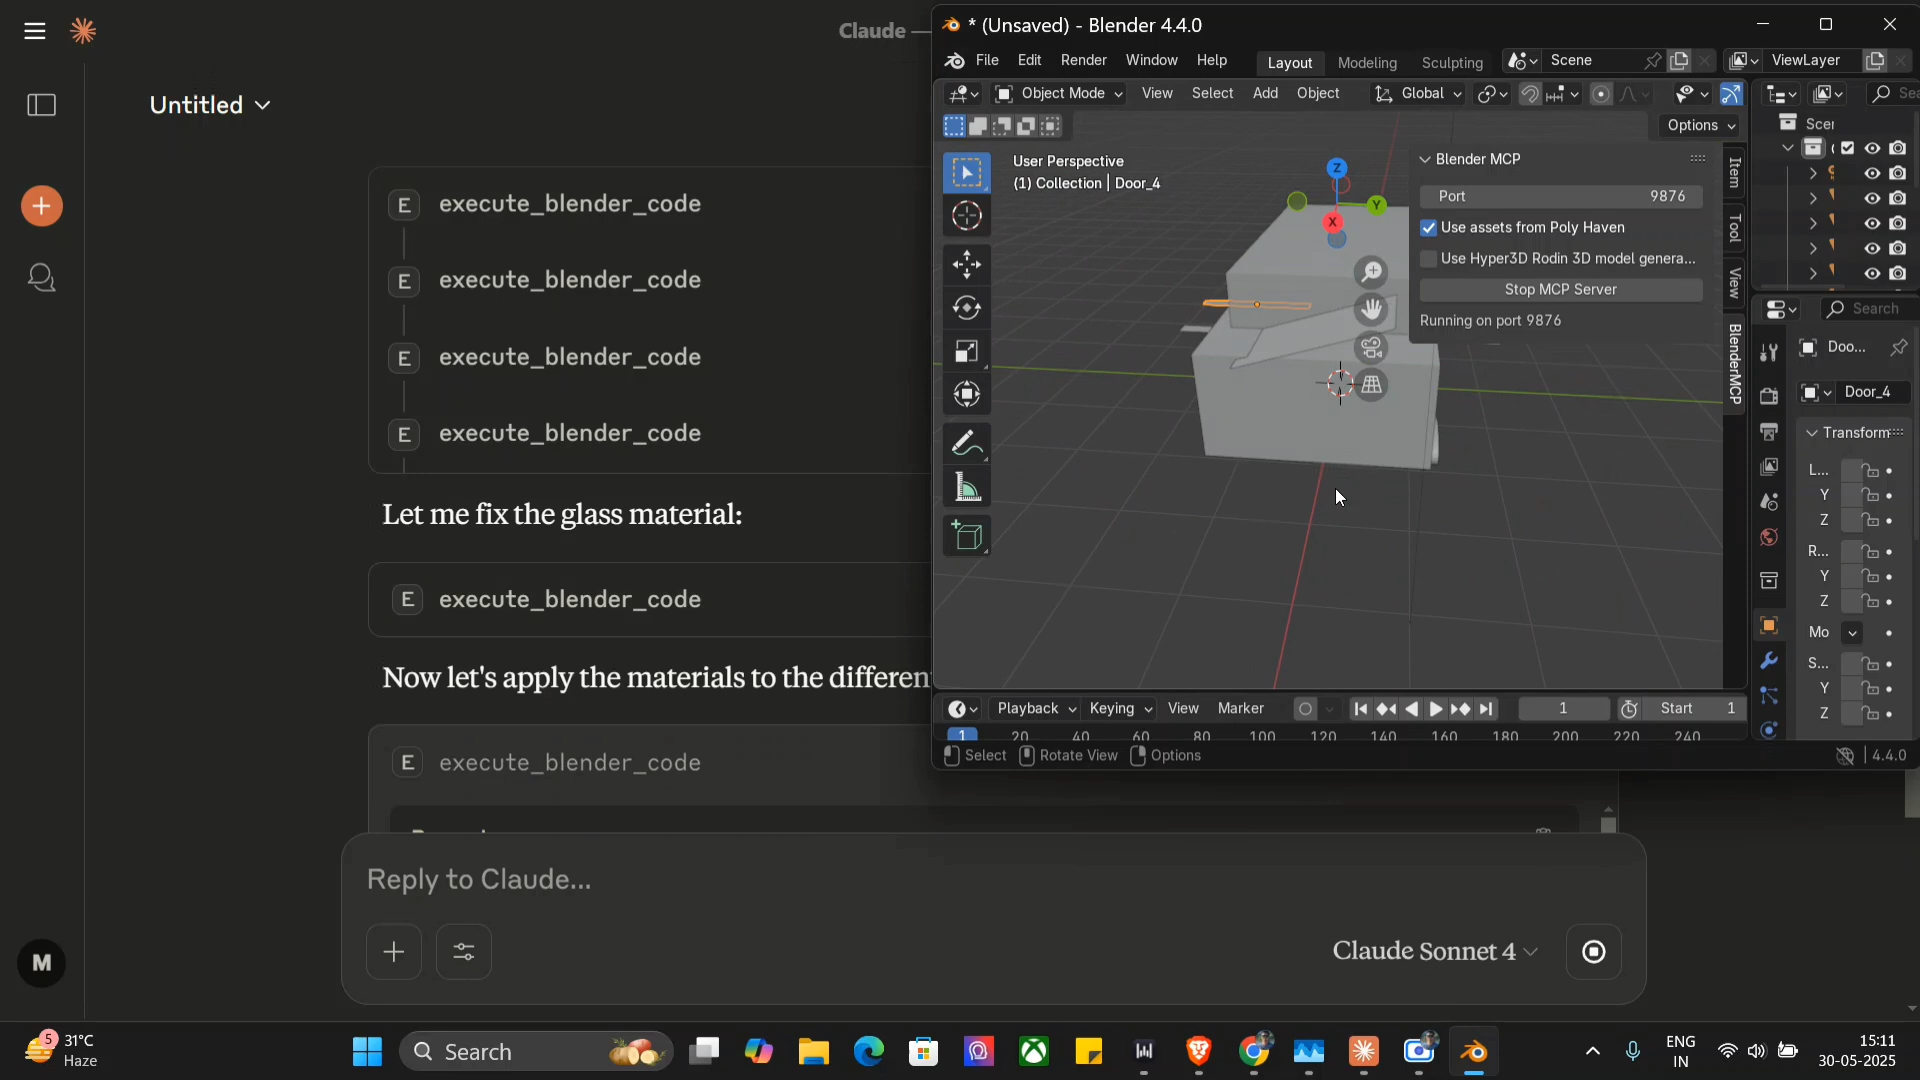 Claude —
Untitled
E execute_blender_code
E execute_blender_code
E execute_blender_code
E execute_blender_code
Let me fix the glass material:
E execute_blender_code
Now let's apply the materials to the differen
E execute_blender_code
Reply to Claude...
Claude Sonnet 4
M
* (Unsaved) - Blender 4.4.0
File Edit Render Window Help Layout Modeling Sculpting Scene ViewLayer
Object Mode View Select Add Object Global
Options
User Perspective
(1) Collection | Door_4
Z
Y
X
Blender MCP
Port 9876
Use assets from Poly Haven
Use Hyper3D Rodin 3D model genera...
Stop MCP Server
Running on port 9876
Item
Tool
View
BlenderMCP
Search
Doo...
Door_4
Transform
L...
Y
Z
R...
Y
Z
Mo
S...
Y
Z
Playback Keying View Marker 1 Start 1
1 20 40 60 80 100 120 140 160 180 200 220 240
Select Rotate View Options 4.4.0
5
31°C
Haze
Search
ENG
IN
15:11
30-05-2025